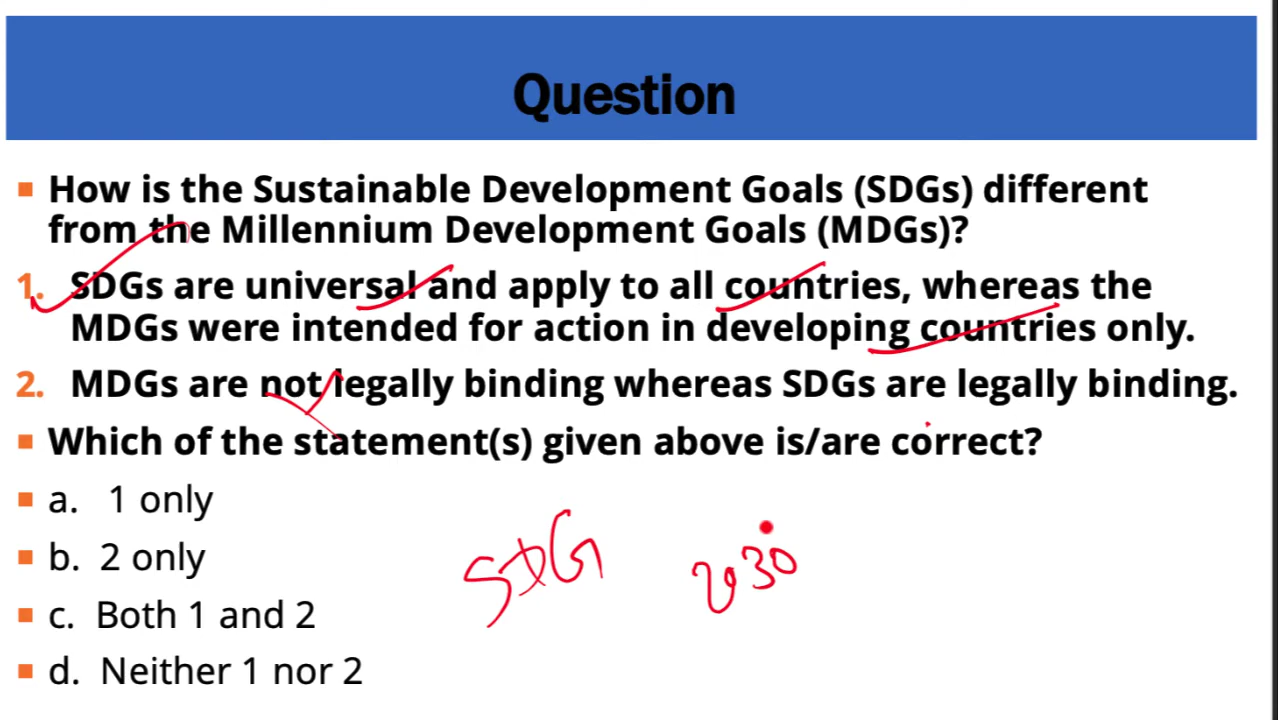 Question
▪ How is the Sustainable Development Goals (SDGs) different
from the Millennium Development Goals (MDGs)?
1. SDGs are universal and apply to all countries, whereas the
MDGs were intended for action in developing countries only.
2. MDGs are not legally binding whereas SDGs are legally binding.
▪ Which of the statement(s) given above is/are correct?
▪ a. 1 only
▪ b. 2 only
▪ c. Both 1 and 2
▪ d. Neither 1 nor 2
SDG 2030